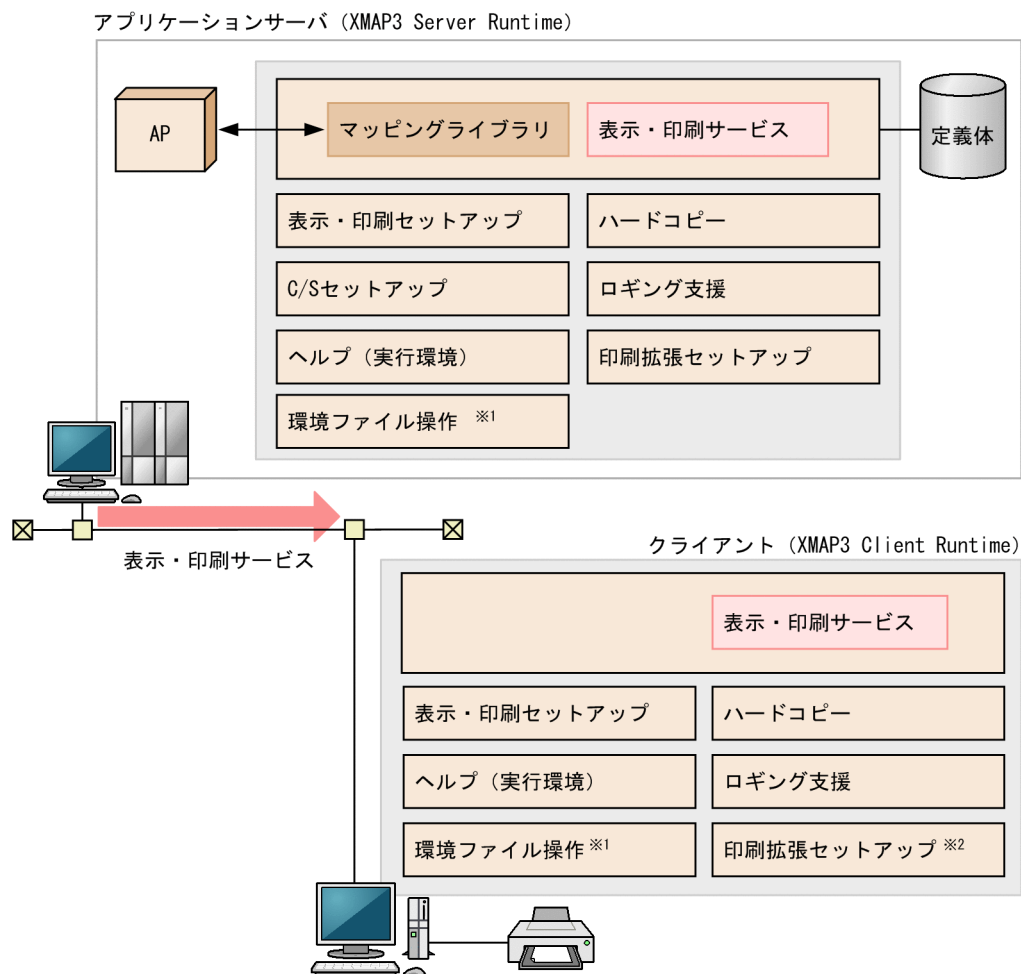 アプリケーションサーバ (XMAP3 Server Runtime)
AP
マッピングライブラリ
表示・印刷サービス
定義体
表示・印刷セットアップ
ハードコピー
C/Sセットアップ
ロギング支援
ヘルプ（実行環境）
印刷拡張セットアップ
環境ファイル操作 ※1
表示・印刷サービス
クライアント (XMAP3 Client Runtime)
表示・印刷サービス
表示・印刷セットアップ
ハードコピー
ヘルプ（実行環境）
ロギング支援
環境ファイル操作※1
印刷拡張セットアップ※2